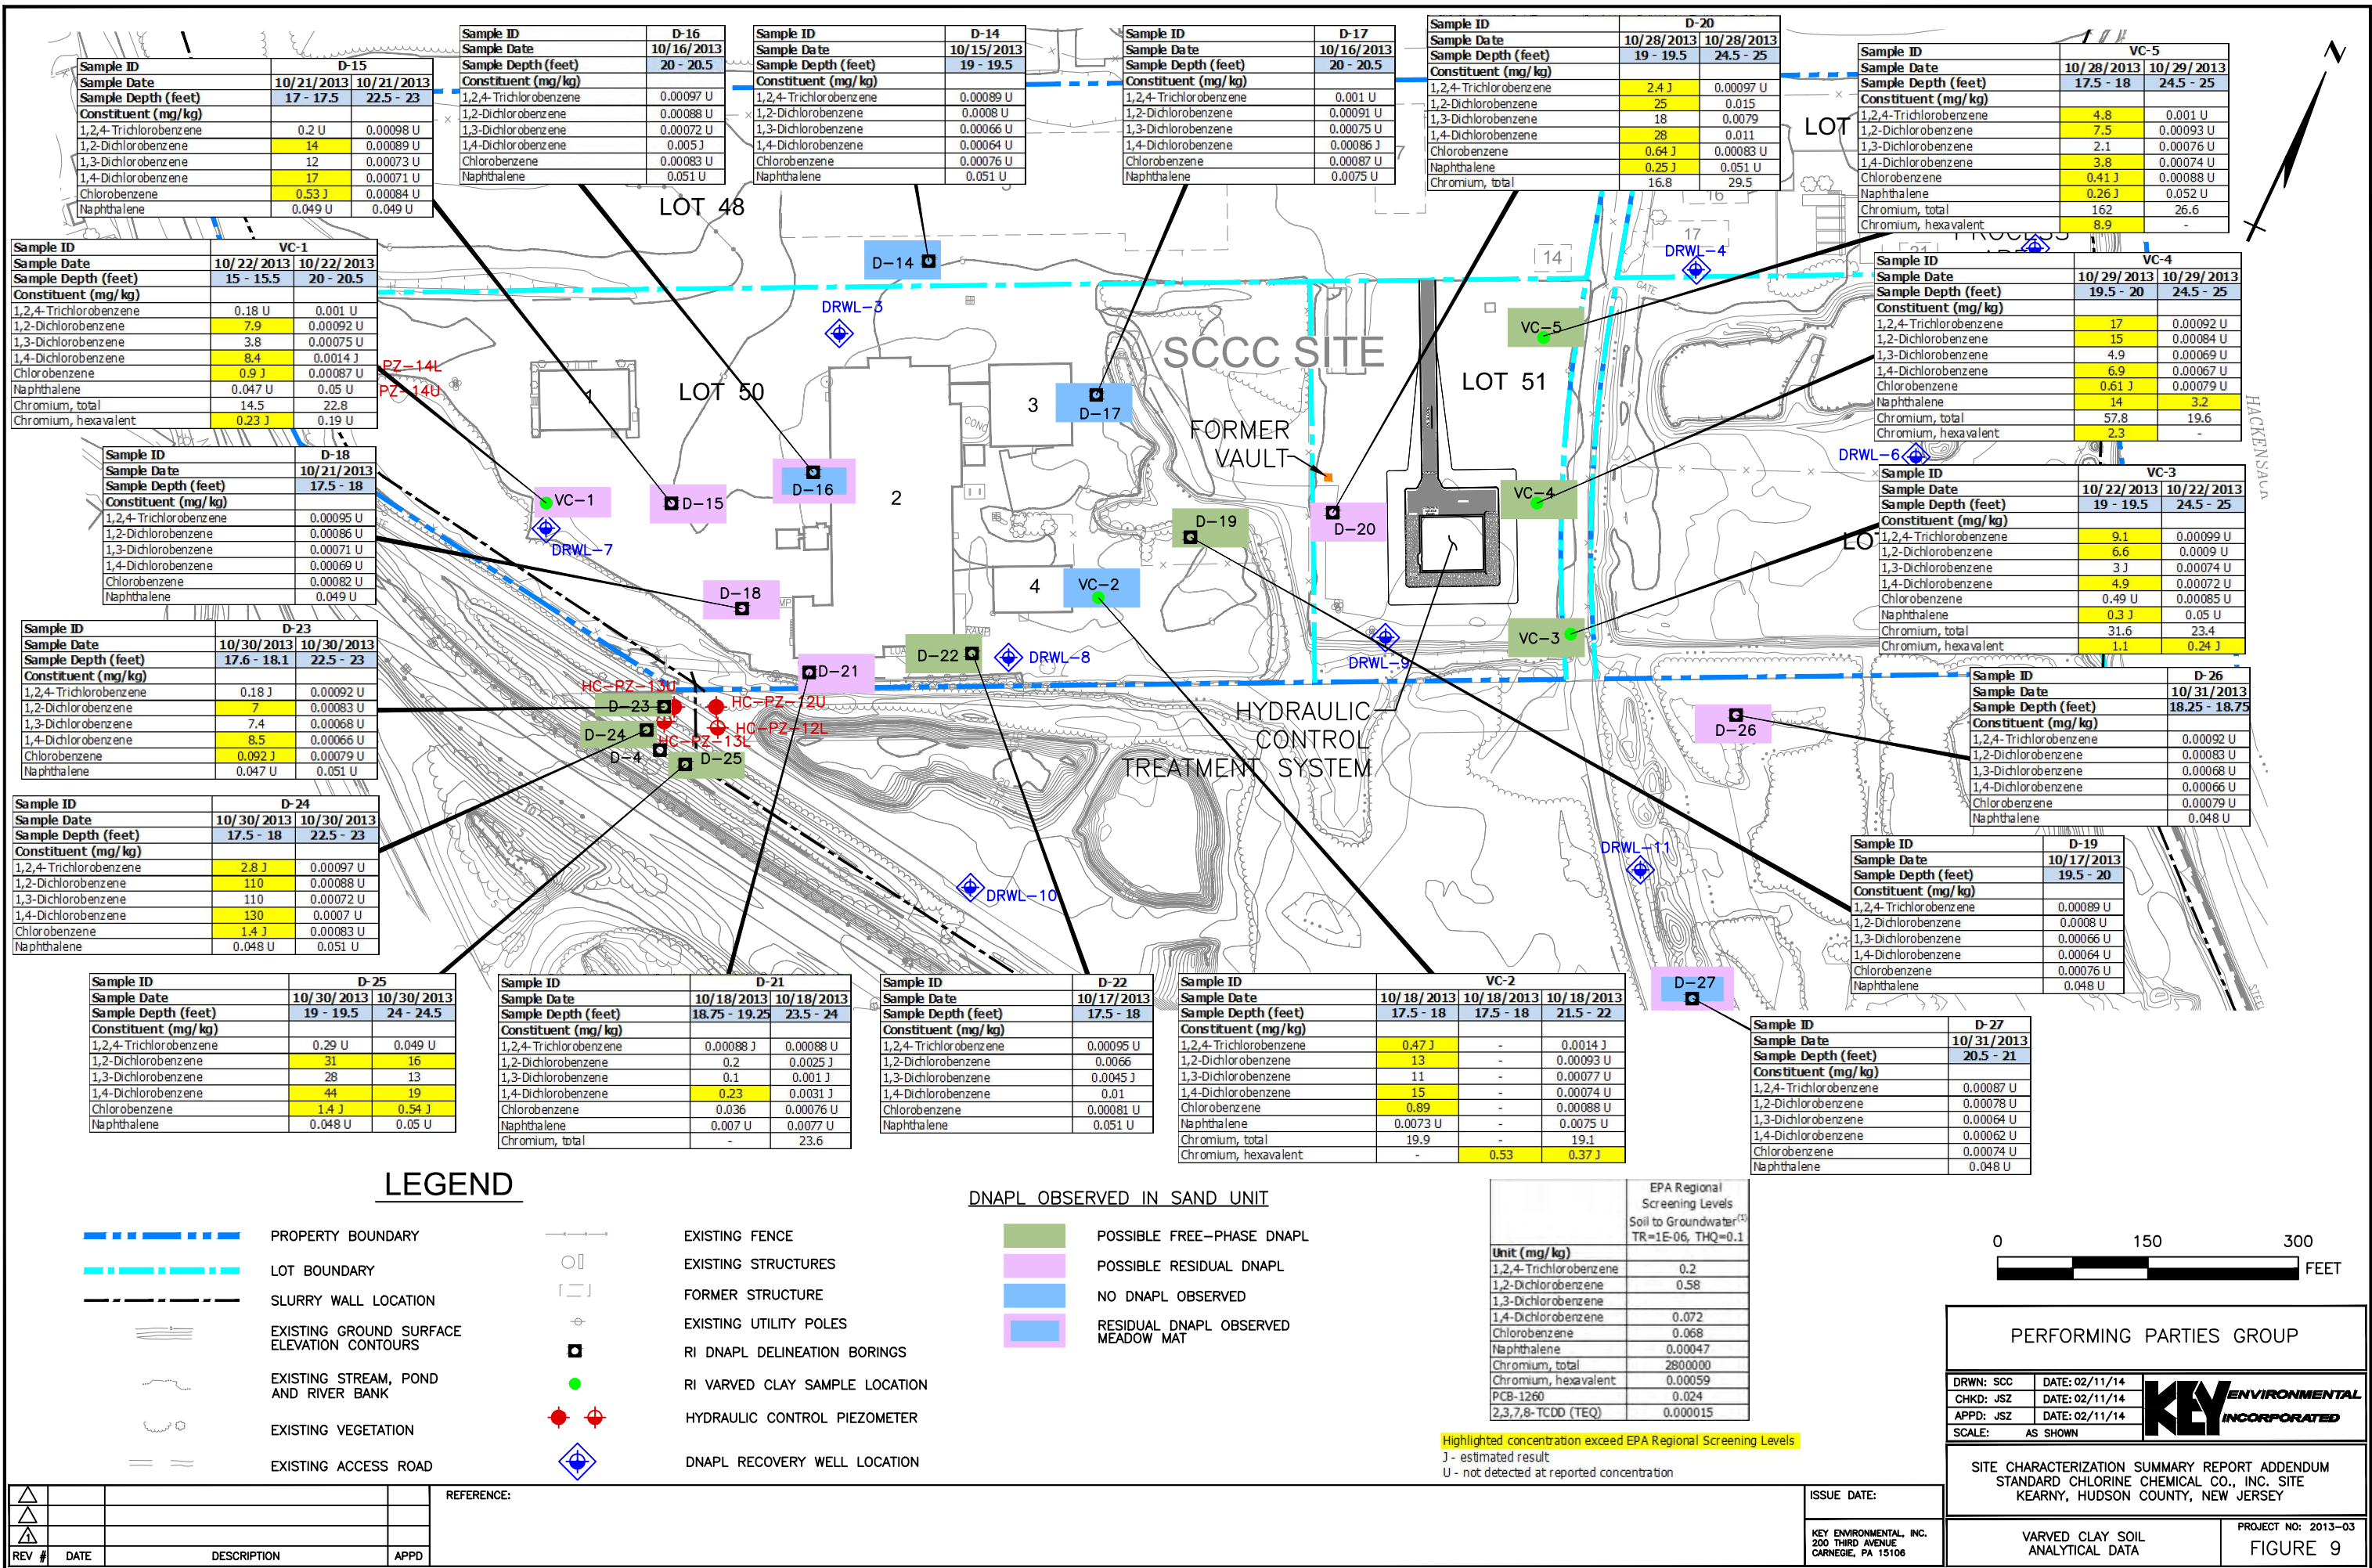 Sample ID D-15
Sample Date 10/21/2013 10/21/2013
Sample Depth (feet) 17 - 17.5 22.5 - 23
Constituent (mg/kg)
1,2,4-Trichlorobenzene 0.2 U 0.00098 U
1,2-Dichlorobenzene 14 0.00089 U
1,3-Dichlorobenzene 12 0.00073 U
1,4-Dichlorobenzene 17 0.00071 U
Chlorobenzene 0.53 J 0.00084 U
Naphthalene 0.049 U 0.049 U
Sample ID D-16
Sample Date 10/16/2013
Sample Depth (feet) 20 - 20.5
Constituent (mg/kg)
1,2,4-Trichlorobenzene 0.00097 U
1,2-Dichlorobenzene 0.00088 U
1,3-Dichlorobenzene 0.00072 U
1,4-Dichlorobenzene 0.005 J
Chlorobenzene 0.00083 U
Naphthalene 0.051 U
Sample ID D-14
Sample Date 10/15/2013
Sample Depth (feet) 19 - 19.5
Constituent (mg/kg)
1,2,4-Trichlorobenzene 0.00089 U
1,2-Dichlorobenzene 0.0008 U
1,3-Dichlorobenzene 0.00066 U
1,4-Dichlorobenzene 0.00064 U
Chlorobenzene 0.00076 U
Naphthalene 0.051 U
Sample ID D-17
Sample Date 10/16/2013
Sample Depth (feet) 20 - 20.5
Constituent (mg/kg)
1,2,4-Trichlorobenzene 0.001 U
1,2-Dichlorobenzene 0.00091 U
1,3-Dichlorobenzene 0.00075 U
1,4-Dichlorobenzene 0.00086 J
Chlorobenzene 0.00087 U
Naphthalene 0.0075 U
Sample ID D-20
Sample Date 10/28/2013 10/28/2013
Sample Depth (feet) 19 - 19.5 24.5 - 25
Constituent (mg/kg)
1,2,4-Trichlorobenzene 2.4 J 0.00097 U
1,2-Dichlorobenzene 25 0.015
1,3-Dichlorobenzene 18 0.0079
1,4-Dichlorobenzene 28 0.011
Chlorobenzene 0.64 J 0.00083 U
Naphthalene 0.25 J 0.051 U
Chromium, total 16.8 29.5
Sample ID VC-5
Sample Date 10/28/2013 10/29/2013
Sample Depth (feet) 17.5 - 18 24.5 - 25
Constituent (mg/kg)
1,2,4-Trichlorobenzene 4.8 0.001 U
1,2-Dichlorobenzene 7.5 0.00093 U
1,3-Dichlorobenzene 2.1 0.00076 U
1,4-Dichlorobenzene 3.8 0.00074 U
Chlorobenzene 0.41 J 0.00088 U
Naphthalene 0.26 J 0.052 U
Chromium, total 162 26.6
Chromium, hexavalent 8.9 -
N
LOT
LOT 48
16
17
14
Sample ID VC-1
Sample Date 10/22/2013 10/22/2013
Sample Depth (feet) 15 - 15.5 20 - 20.5
Constituent (mg/kg)
1,2,4-Trichlorobenzene 0.18 U 0.001 U
1,2-Dichlorobenzene 7.9 0.00092 U
1,3-Dichlorobenzene 3.8 0.00075 U
1,4-Dichlorobenzene 8.4 0.0014 J
Chlorobenzene 0.9 J 0.00087 U
Naphthalene 0.047 U 0.05 U
Chromium, total 14.5 22.8
Chromium, hexavalent 0.23 J 0.19 U
Sample ID VC-4
Sample Date 10/29/2013 10/29/2013
Sample Depth (feet) 19.5 - 20 24.5 - 25
Constituent (mg/kg)
1,2,4-Trichlorobenzene 17 0.00092 U
1,2-Dichlorobenzene 15 0.00084 U
1,3-Dichlorobenzene 4.9 0.00069 U
1,4-Dichlorobenzene 6.9 0.00067 U
Chlorobenzene 0.61 J 0.00079 U
Naphthalene 14 3.2
Chromium, total 57.8 19.6
Chromium, hexavalent 2.3 -
D-14
DRWL-4
GATE
DRWL-3
VC-5
PZ-14L
PZ-14U
1
LOT 50
3
D-17
SCCC SITE
LOT 51
CONC
FORMER
VAULT
HACKENSACK
DRWL-6
Sample ID D-18
Sample Date 10/21/2013
Sample Depth (feet) 17.5 - 18
Constituent (mg/kg)
1,2,4-Trichlorobenzene 0.00095 U
1,2-Dichlorobenzene 0.00086 U
1,3-Dichlorobenzene 0.00071 U
1,4-Dichlorobenzene 0.00069 U
Chlorobenzene 0.00082 U
Naphthalene 0.049 U
Sample ID VC-3
Sample Date 10/22/2013 10/22/2013
Sample Depth (feet) 19 - 19.5 24.5 - 25
Constituent (mg/kg)
1,2,4-Trichlorobenzene 9.1 0.00099 U
1,2-Dichlorobenzene 6.6 0.0009 U
1,3-Dichlorobenzene 3 J 0.00074 U
1,4-Dichlorobenzene 4.9 0.00072 U
Chlorobenzene 0.49 U 0.00085 U
Naphthalene 0.3 J 0.05 U
Chromium, total 31.6 23.4
Chromium, hexavalent 1.1 0.24 J
VC-1
D-15
D-16
2
DRWL-7
D-19
D-20
VC-4
D-18
4
VC-2
RAMP
D-22
DRWL-8
DRWL-9
VC-3
D-21
Sample ID D-23
Sample Date 10/30/2013 10/30/2013
Sample Depth (feet) 17.6 - 18.1 22.5 - 23
Constituent (mg/kg)
1,2,4-Trichlorobenzene 0.18 J 0.00092 U
1,2-Dichlorobenzene 7 0.00083 U
1,3-Dichlorobenzene 7.4 0.00068 U
1,4-Dichlorobenzene 8.5 0.00066 U
Chlorobenzene 0.092 J 0.00079 U
Naphthalene 0.047 U 0.051 U
HC-PZ-13U
D-23
HC-PZ-12U
D-24
HC-PZ-12L
HC-PZ-13L
D-4
D-25
HYDRAULIC
CONTROL
TREATMENT SYSTEM
D-26
Sample ID D-26
Sample Date 10/31/2013
Sample Depth (feet) 18.25 - 18.75
Constituent (mg/kg)
1,2,4-Trichlorobenzene 0.00092 U
1,2-Dichlorobenzene 0.00083 U
1,3-Dichlorobenzene 0.00068 U
1,4-Dichlorobenzene 0.00066 U
Chlorobenzene 0.00079 U
Naphthalene 0.048 U
Sample ID D-24
Sample Date 10/30/2013 10/30/2013
Sample Depth (feet) 17.5 - 18 22.5 - 23
Constituent (mg/kg)
1,2,4-Trichlorobenzene 2.8 J 0.00097 U
1,2-Dichlorobenzene 110 0.00088 U
1,3-Dichlorobenzene 110 0.00072 U
1,4-Dichlorobenzene 130 0.0007 U
Chlorobenzene 1.4 J 0.00083 U
Naphthalene 0.048 U 0.051 U
DRWL-10
DRWL-11
Sample ID D-19
Sample Date 10/17/2013
Sample Depth (feet) 19.5 - 20
Constituent (mg/kg)
1,2,4-Trichlorobenzene 0.00089 U
1,2-Dichlorobenzene 0.0008 U
1,3-Dichlorobenzene 0.00066 U
1,4-Dichlorobenzene 0.00064 U
Chlorobenzene 0.00076 U
Naphthalene 0.048 U
Sample ID D-25
Sample Date 10/30/2013 10/30/2013
Sample Depth (feet) 19 - 19.5 24 - 24.5
Constituent (mg/kg)
1,2,4-Trichlorobenzene 0.29 U 0.049 U
1,2-Dichlorobenzene 31 16
1,3-Dichlorobenzene 28 13
1,4-Dichlorobenzene 44 19
Chlorobenzene 1.4 J 0.54 J
Naphthalene 0.048 U 0.05 U
Sample ID D-21
Sample Date 10/18/2013 10/18/2013
Sample Depth (feet) 18.75 - 19.25 23.5 - 24
Constituent (mg/kg)
1,2,4-Trichlorobenzene 0.00088 J 0.00088 U
1,2-Dichlorobenzene 0.2 0.0025 J
1,3-Dichlorobenzene 0.1 0.001 J
1,4-Dichlorobenzene 0.23 0.0031 J
Chlorobenzene 0.036 0.00076 U
Naphthalene 0.007 U 0.0077 U
Chromium, total - 23.6
Sample ID D-22
Sample Date 10/17/2013
Sample Depth (feet) 17.5 - 18
Constituent (mg/kg)
1,2,4-Trichlorobenzene 0.00095 U
1,2-Dichlorobenzene 0.0066
1,3-Dichlorobenzene 0.0045 J
1,4-Dichlorobenzene 0.01
Chlorobenzene 0.00081 U
Naphthalene 0.051 U
Sample ID VC-2
Sample Date 10/18/2013 10/18/2013 10/18/2013
Sample Depth (feet) 17.5 - 18 17.5 - 18 21.5 - 22
Constituent (mg/kg)
1,2,4-Trichlorobenzene 0.47 J - 0.0014 J
1,2-Dichlorobenzene 13 - 0.00093 U
1,3-Dichlorobenzene 11 - 0.00077 U
1,4-Dichlorobenzene 15 - 0.00074 U
Chlorobenzene 0.89 - 0.00088 U
Naphthalene 0.0073 U - 0.0075 U
Chromium, total 19.9 - 19.1
Chromium, hexavalent - 0.53 0.37 J
D-27
Sample ID D-27
Sample Date 10/31/2013
Sample Depth (feet) 20.5 - 21
Constituent (mg/kg)
1,2,4-Trichlorobenzene 0.00087 U
1,2-Dichlorobenzene 0.00078 U
1,3-Dichlorobenzene 0.00064 U
1,4-Dichlorobenzene 0.00062 U
Chlorobenzene 0.00074 U
Naphthalene 0.048 U
LEGEND
PROPERTY BOUNDARY
LOT BOUNDARY
SLURRY WALL LOCATION
EXISTING GROUND SURFACE
ELEVATION CONTOURS
EXISTING STREAM, POND
AND RIVER BANK
EXISTING VEGETATION
EXISTING ACCESS ROAD
EXISTING FENCE
EXISTING STRUCTURES
FORMER STRUCTURE
EXISTING UTILITY POLES
RI DNAPL DELINEATION BORINGS
RI VARVED CLAY SAMPLE LOCATION
HYDRAULIC CONTROL PIEZOMETER
DNAPL RECOVERY WELL LOCATION
DNAPL OBSERVED IN SAND UNIT
POSSIBLE FREE-PHASE DNAPL
POSSIBLE RESIDUAL DNAPL
NO DNAPL OBSERVED
RESIDUAL DNAPL OBSERVED
MEADOW MAT
EPA Regional
Screening Levels
Soil to Groundwater(1)
TR=1E-06, THQ=0.1
Unit (mg/kg)
1,2,4-Trichlorobenzene 0.2
1,2-Dichlorobenzene 0.58
1,3-Dichlorobenzene
1,4-Dichlorobenzene 0.072
Chlorobenzene 0.068
Naphthalene 0.00047
Chromium, total 2800000
Chromium, hexavalent 0.00059
PCB-1260 0.024
2,3,7,8-TCDD (TEQ) 0.000015
Highlighted concentration exceed EPA Regional Screening Levels
J - estimated result
U - not detected at reported concentration
0 150 300
FEET
PERFORMING PARTIES GROUP
DRWN: SCC DATE: 02/11/14
CHKD: JSZ DATE: 02/11/14
APPD: JSZ DATE: 02/11/14
SCALE: AS SHOWN
KEY ENVIRONMENTAL
INCORPORATED
SITE CHARACTERIZATION SUMMARY REPORT ADDENDUM
STANDARD CHLORINE CHEMICAL CO., INC. SITE
KEARNY, HUDSON COUNTY, NEW JERSEY
VARVED CLAY SOIL
ANALYTICAL DATA
PROJECT NO: 2013-03
FIGURE 9
ISSUE DATE:
KEY ENVIRONMENTAL, INC.
200 THIRD AVENUE
CARNEGIE, PA 15106
REFERENCE:
1
REV # DATE DESCRIPTION APPD